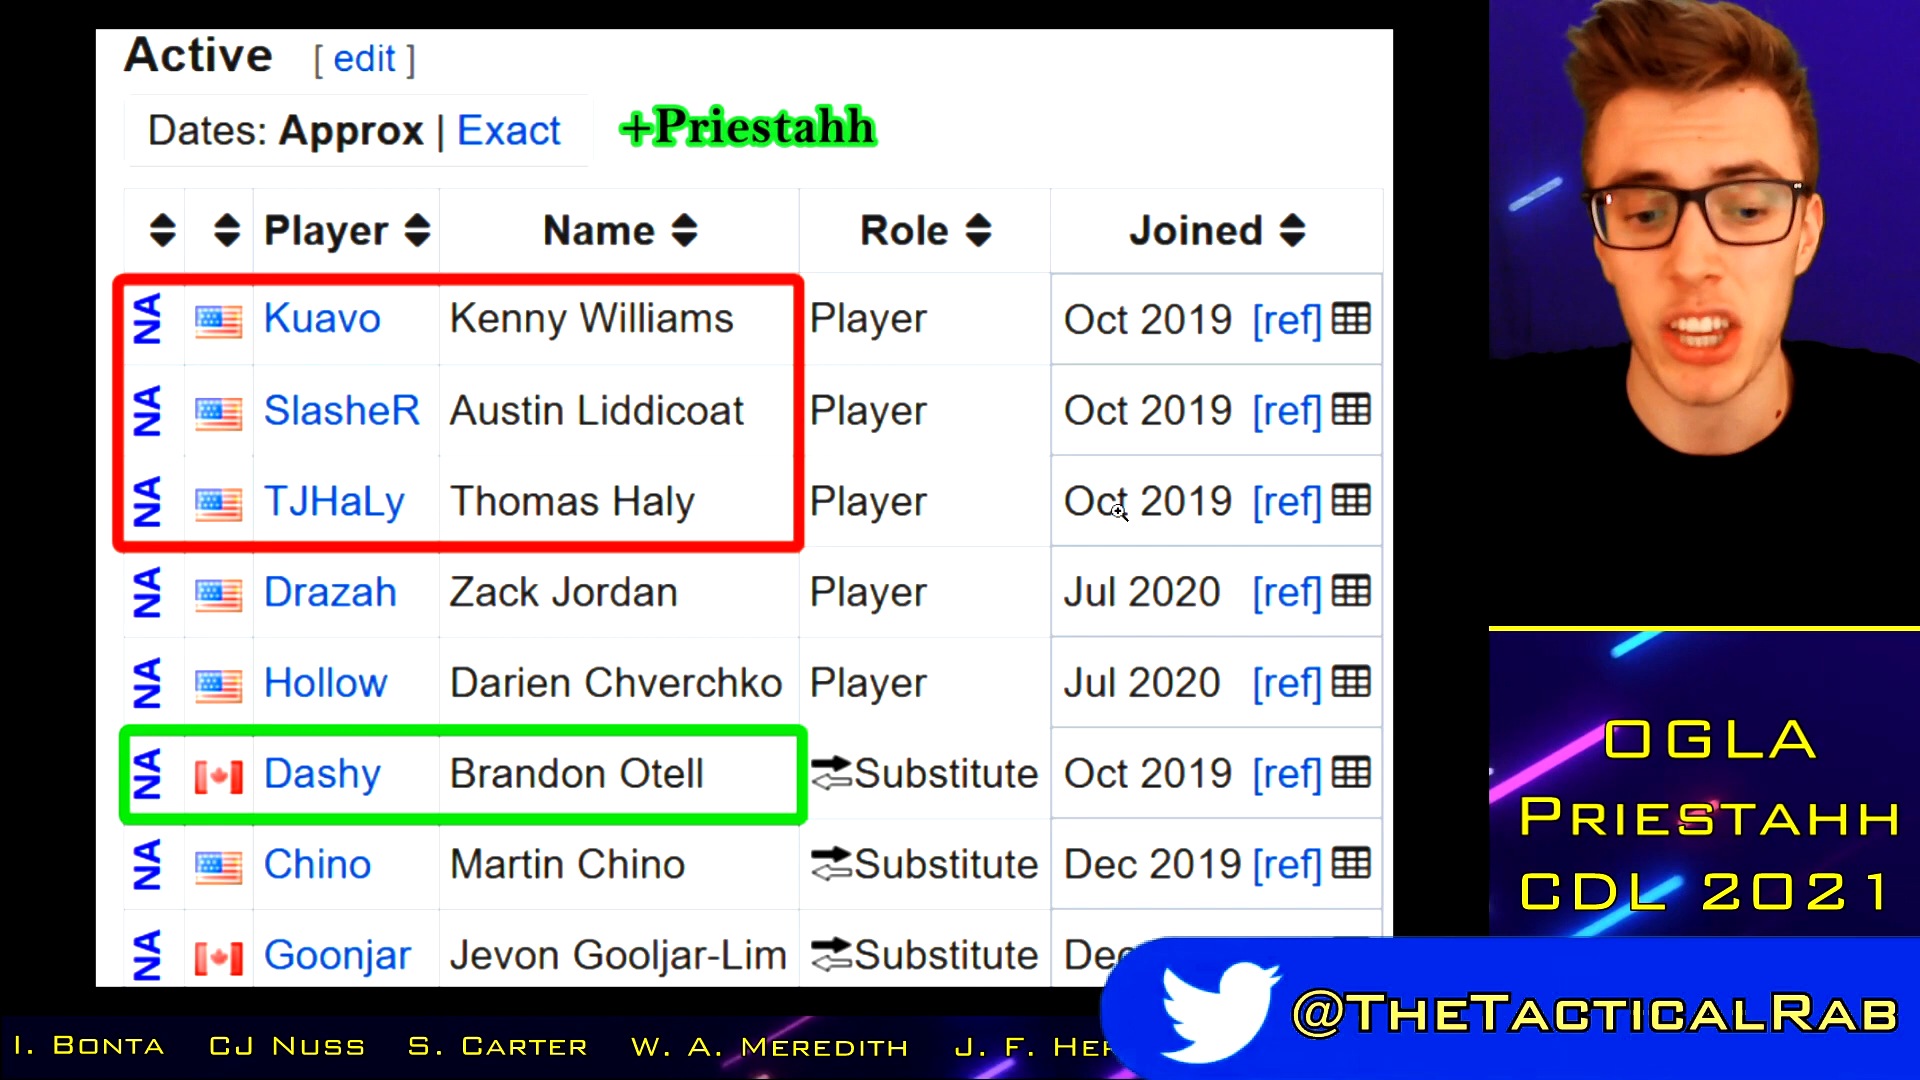 Active [ edit ]
Dates: Approx | Exact
+Priestahh
Player Name Role Joined
NA Kuavo Kenny Williams Player Oct 2019 [ref]
NA SlasheR Austin Liddicoat Player Oct 2019 [ref]
NA TJHaLy Thomas Haly Player Oct 2019 [ref]
NA Drazah Zack Jordan Player Jul 2020 [ref]
NA Hollow Darien Chverchko Player Jul 2020 [ref]
NA Dashy Brandon Otell Substitute Oct 2019 [ref]
NA Chino Martin Chino Substitute Dec 2019 [ref]
NA Goonjar Jevon Gooljar-Lim Substitute Dec
OGLA
PRIESTAHH
CDL 2021
@THETACTICALRAB
I. BONTA CJ NUSS S. CARTER W. A. MEREDITH J. F.